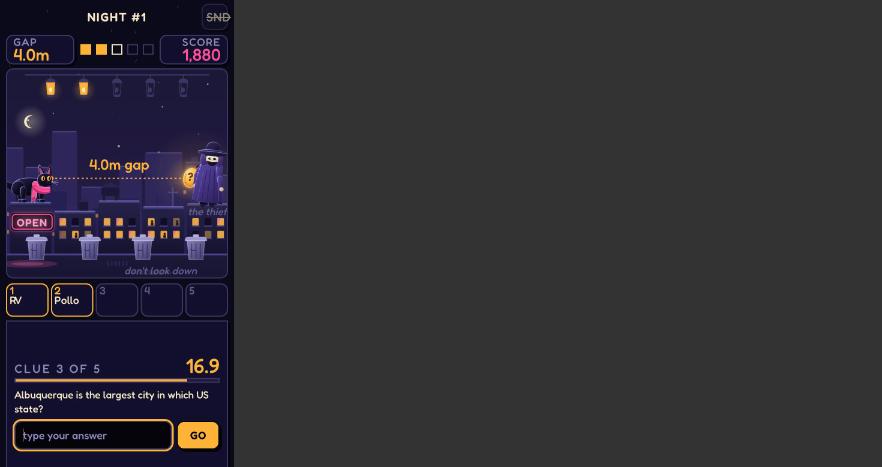 NIGHT #1
SND
GAP
4.0m
SCORE
1,880
4.0m gap
?
the thief
OPEN
don't look down
1
RV
2
Pollo
3
4
5
CLUE 3 OF 5
16.9
Albuquerque is the largest city in which US
state?
type your answer
GO